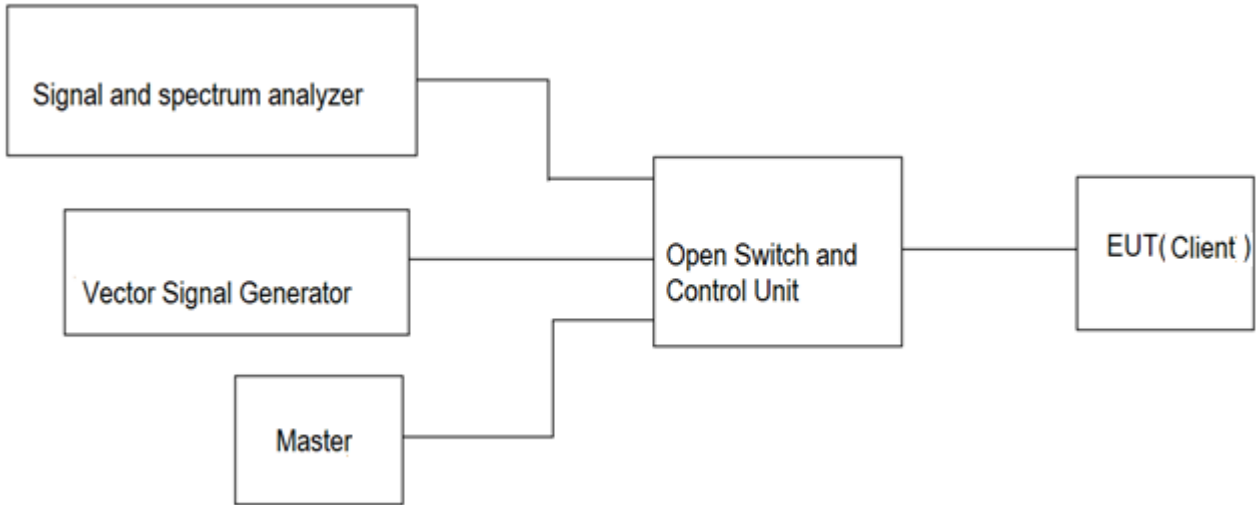 Signal and spectrum analyzer
Vector Signal Generator
Master
Open Switch and
Control Unit
EUT( Client )